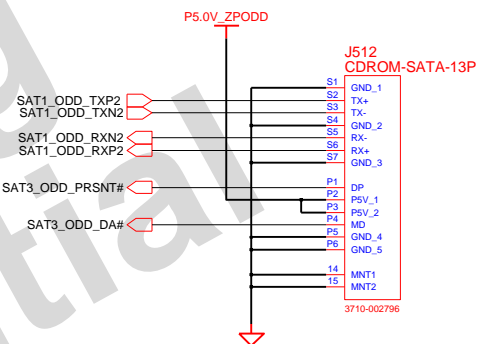 P5.0V_ZPODD
J512
CDROM-SATA-13P
S1 GND_1
SAT1_ODD_TXP2 S2 TX+
SAT1_ODD_TXN2 S3 TX-
S4 GND_2
SAT1_ODD_RXN2 S5 RX-
SAT1_ODD_RXP2 S6 RX+
S7 GND_3
SAT3_ODD_PRSNT# P1 DP
P2 P5V_1
P3 P5V_2
SAT3_ODD_DA# P4 MD
P5 GND_4
P6 GND_5
14 MNT1
15 MNT2
3710-002796